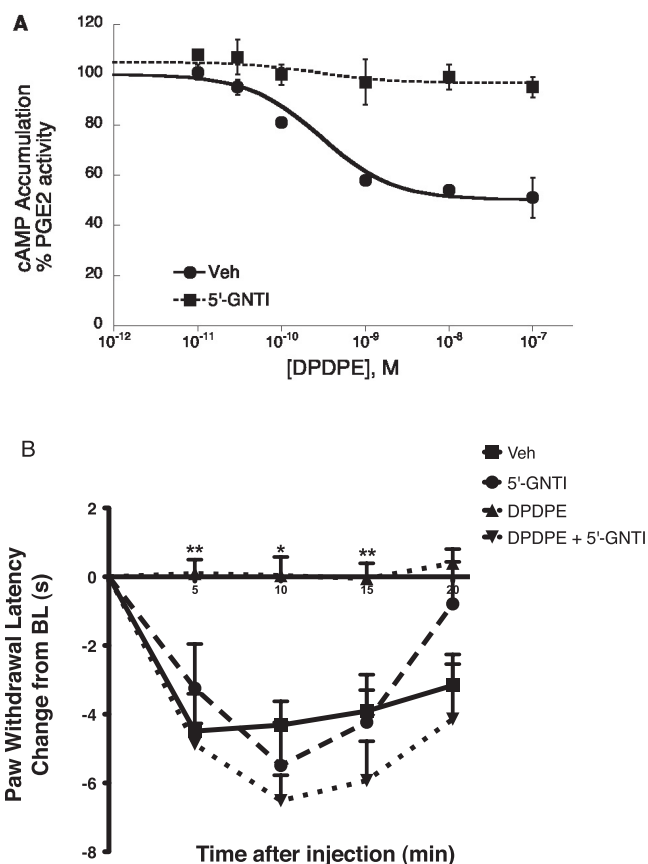 A
120
100
80
60
40
20
0
cAMP Accumulation
% PGE2 activity
Veh
5'-GNTI
10-12 10-11 10-10 10-9 10-8 10-7
[DPDPE], M
B
Veh
5'-GNTI
DPDPE
DPDPE + 5'-GNTI
2
0
-2
-4
-6
-8
Paw Withdrawal Latency
Change from BL (s)
** * **
5 10 15 20
Time after injection (min)